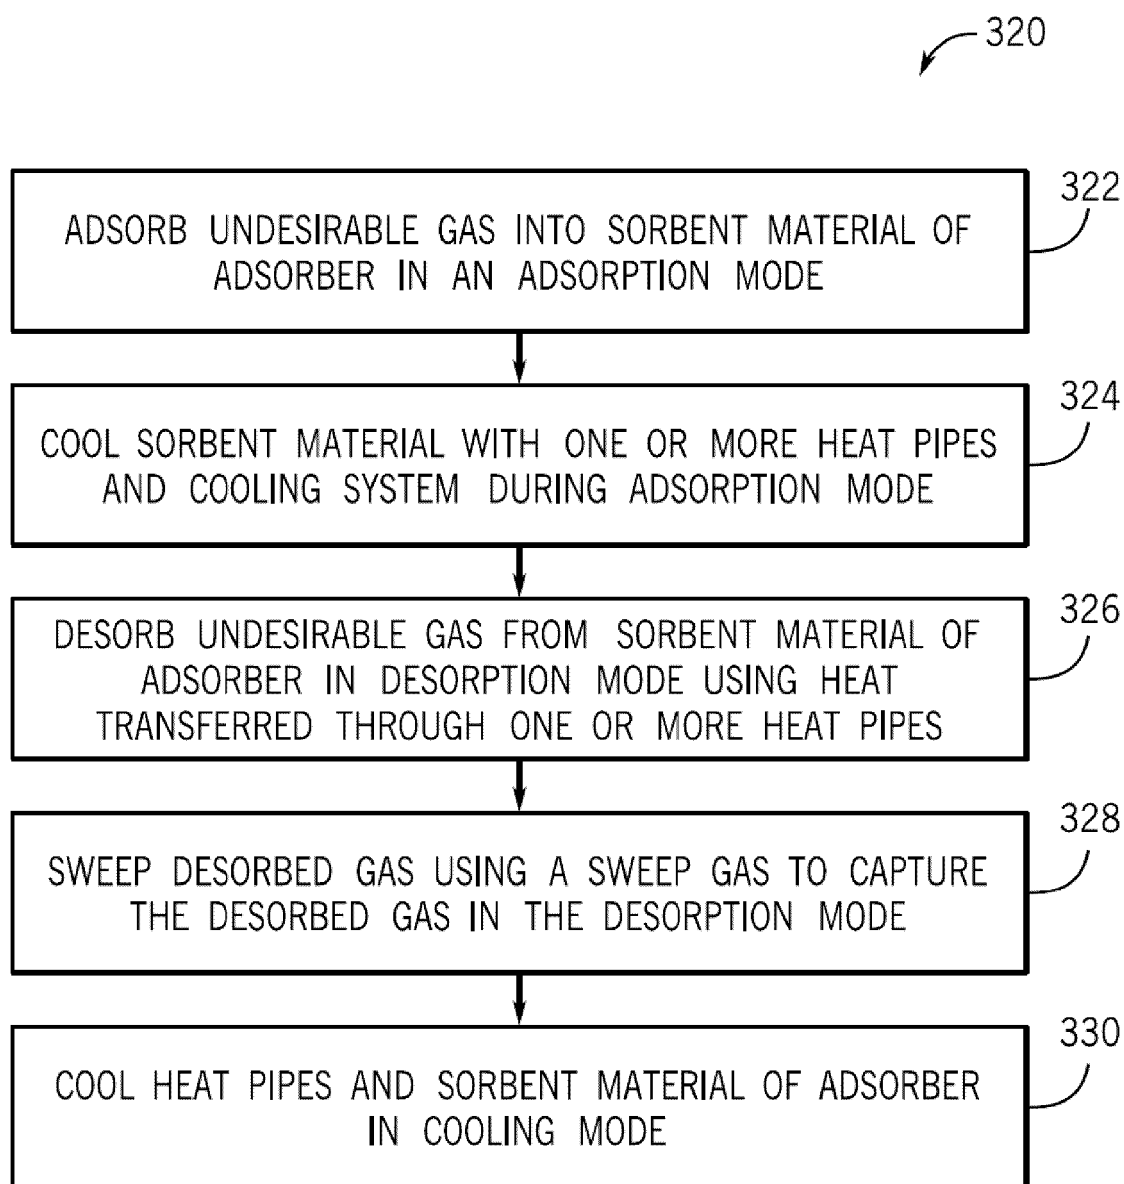 320
322
ADSORB UNDESIRABLE GAS INTO SORBENT MATERIAL OF
ADSORBER IN AN ADSORPTION MODE
324
COOL SORBENT MATERIAL WITH ONE OR MORE HEAT PIPES
AND COOLING SYSTEM DURING ADSORPTION MODE
326
DESORB UNDESIRABLE GAS FROM SORBENT MATERIAL OF
ADSORBER IN DESORPTION MODE USING HEAT
TRANSFERRED THROUGH ONE OR MORE HEAT PIPES
328
SWEEP DESORBED GAS USING A SWEEP GAS TO CAPTURE
THE DESORBED GAS IN THE DESORPTION MODE
330
COOL HEAT PIPES AND SORBENT MATERIAL OF ADSORBER
IN COOLING MODE